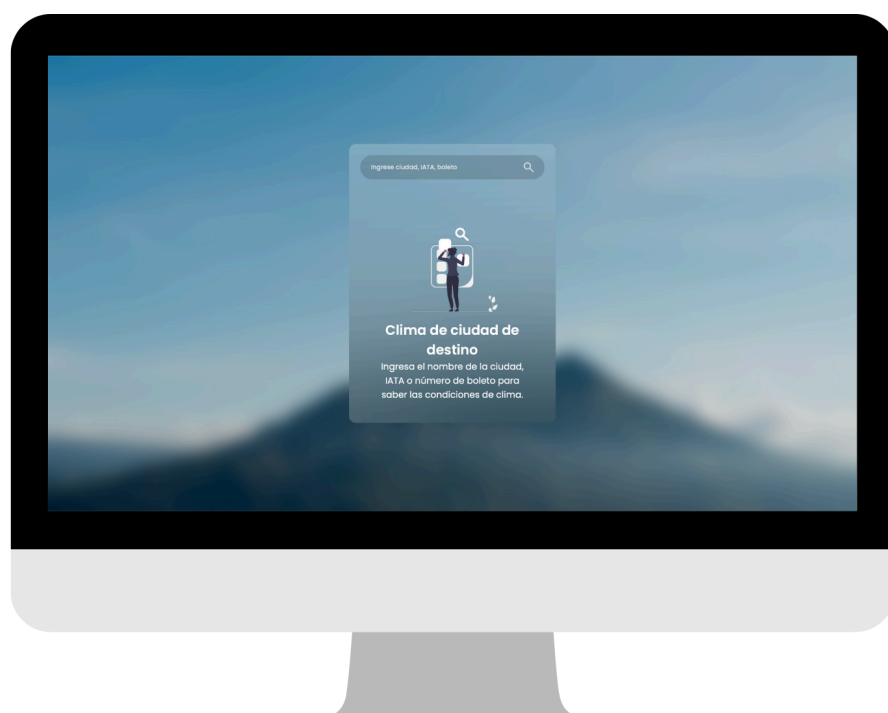 Ingrese ciudad, IATA, boleto
Clima de ciudad de
destino
Ingresa el nombre de la ciudad,
IATA o número de boleto para
saber las condiciones de clima.